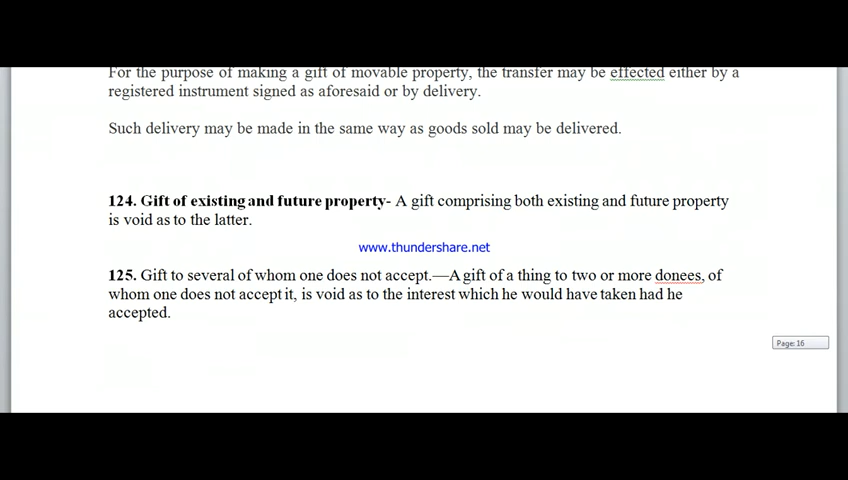 For the purpose of making a gift of movable property, the transfer may be effected either by a
registered instrument signed as aforesaid or by delivery.
Such delivery may be made in the same way as goods sold may be delivered.
124. Gift of existing and future property- A gift comprising both existing and future property
is void as to the latter.
www.thundershare.net
125. Gift to several of whom one does not accept.—A gift of a thing to two or more donees, of
whom one does not accept it, is void as to the interest which he would have taken had he
accepted.
Page: 16